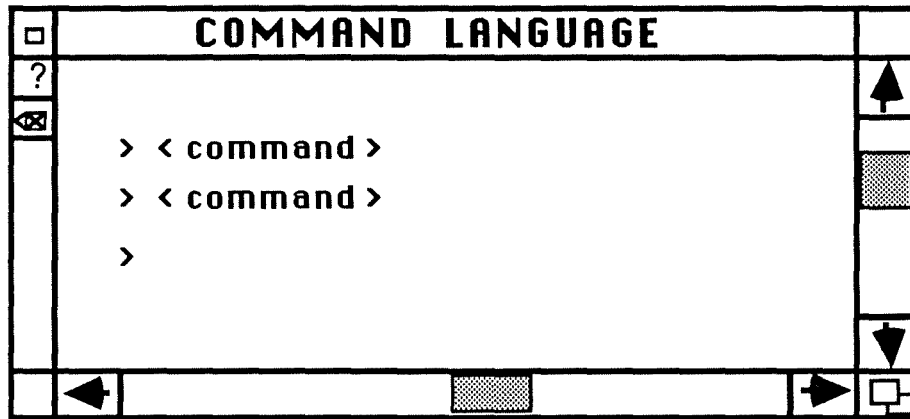 COMMAND LANGUAGE
?
> < command >
> < command >
>